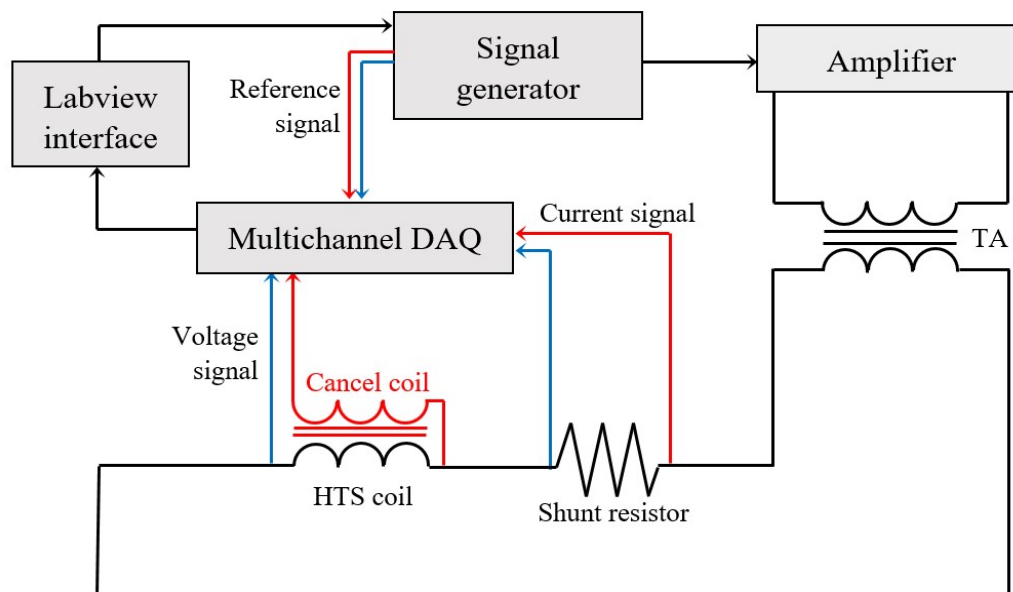 Signal
generator
Amplifier
Labview
interface
Reference
signal
Multichannel DAQ
Current signal
TA
Voltage
signal
Cancel coil
HTS coil
Shunt resistor